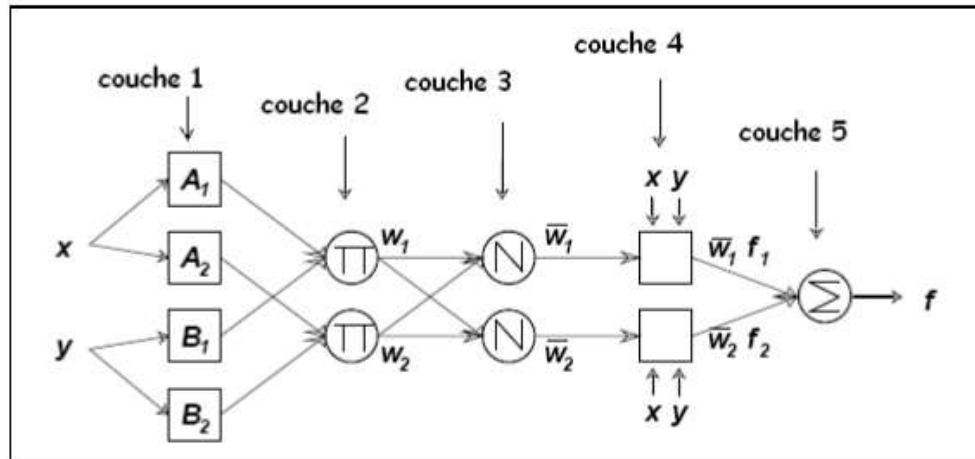 couche 4
couche 1
couche 3
couche 2
couche 5
x y
A₁
x
A₂
w₁
w̅₁
w̅₁ f₁
Π
N
Σ
f
y
B₁
Π
N
w₂
w̅₂
w̅₂ f₂
B₂
x y